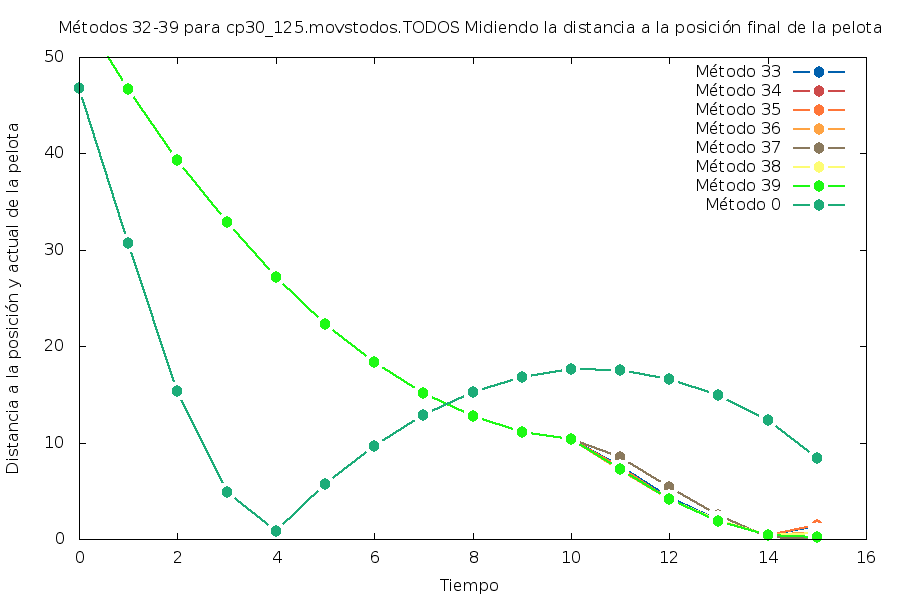 Métodos 32-39 para cp30_125.movstodos.TODOS Midiendo la distancia a la posición final de la pelota
Distancia a la posición y actual de la pelota
50
40
30
20
10
0
Método 33
Método 34
Método 35
Método 36
Método 37
Método 38
Método 39
Método 0
0 2 4 6 8 10 12 14 16
Tiempo